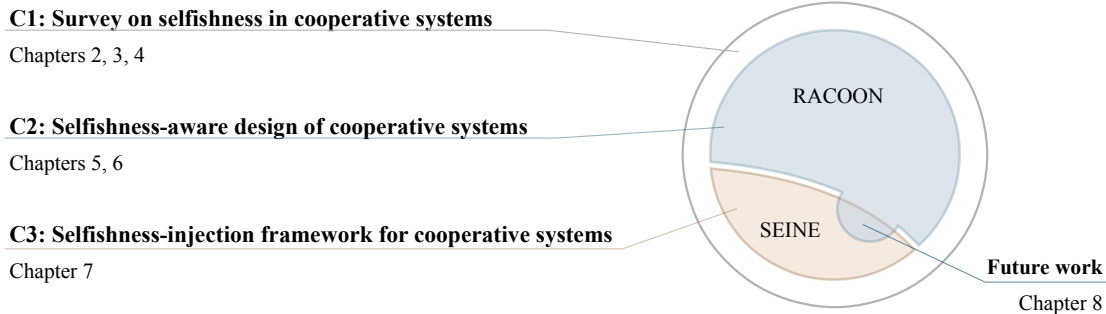 C1: Survey on selfishness in cooperative systems
Chapters 2, 3, 4
C2: Selfishness-aware design of cooperative systems
Chapters 5, 6
C3: Selfishness-injection framework for cooperative systems
Chapter 7
RACOON
SEINE
Future work
Chapter 8